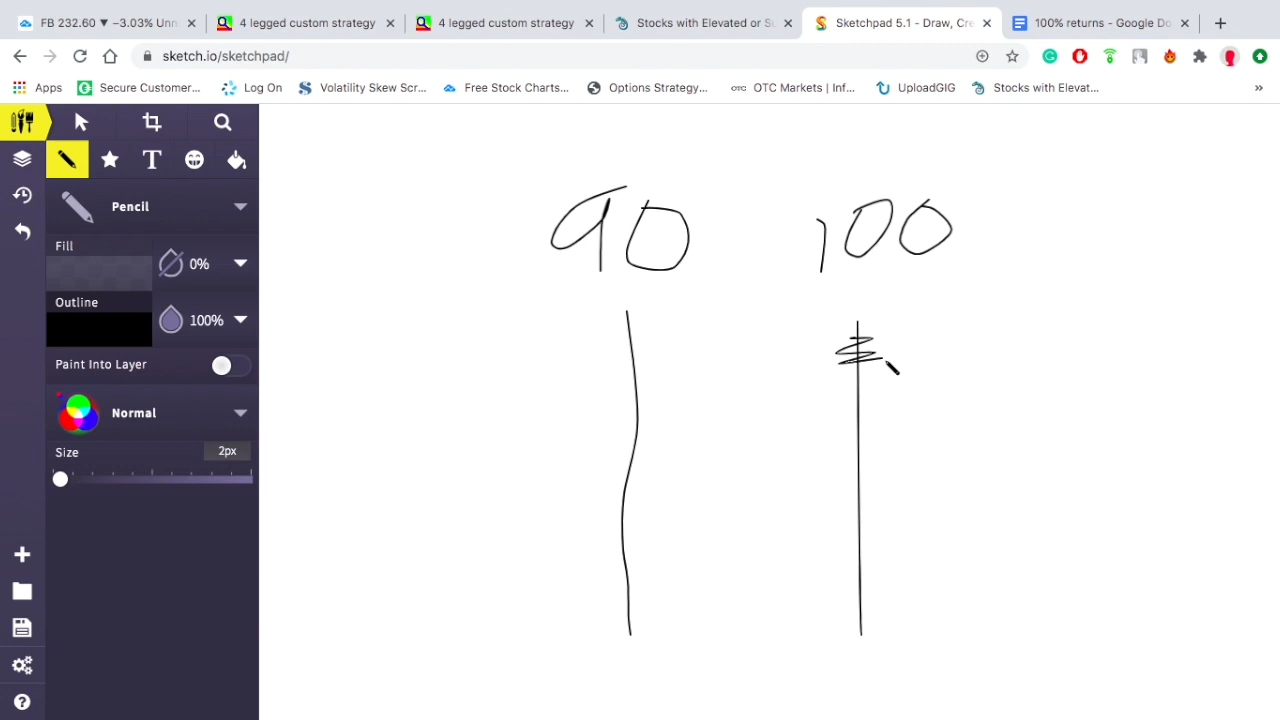 FB 232.60 ▼ −3.03% Unn
4 legged custom strategy
4 legged custom strategy
Stocks with Elevated or Su
Sketchpad 5.1 - Draw, Cre
100% returns - Google Do
sketch.io/sketchpad/
Apps
Secure Customer...
Log On
Volatility Skew Scr...
Free Stock Charts...
Options Strategy...
OTC Markets | Inf...
UploadGIG
Stocks with Elevat...
»
T
Pencil
Fill
0%
Outline
100%
Paint Into Layer
Normal
Size
2px
90 100